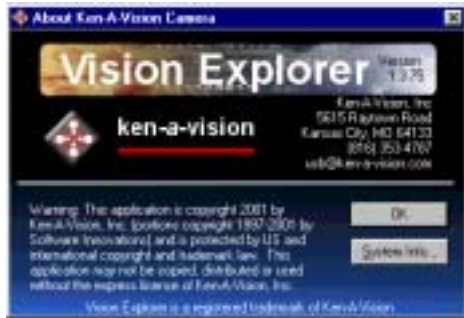 About Ken-A-Vision Camera
Vision Explorer
Version
1.3.75
ken-a-vision
Ken-A-Vision, Inc
5615 Raytown Road
Kansas City, MO 64133
(816) 353-4787
usb@ken-a-vision.com
Warning: This application is copyright 2001 by
Ken-A-Vision, Inc. (portions copyright 1997-2001 by
Software Innovations) and is protected by US and
international copyright and trademark law. This
application may not be copied, distributed or used
without the express license of Ken-A-Vision, Inc.
OK
System Info...
Vision Explorer is a registered trademark of Ken-A-Vision